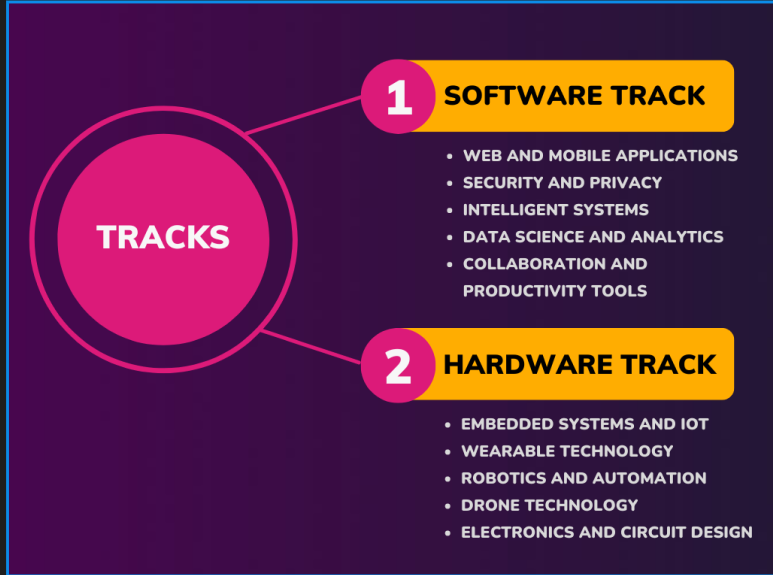 TRACKS
1 SOFTWARE TRACK
• WEB AND MOBILE APPLICATIONS
• SECURITY AND PRIVACY
• INTELLIGENT SYSTEMS
• DATA SCIENCE AND ANALYTICS
• COLLABORATION AND
PRODUCTIVITY TOOLS
2 HARDWARE TRACK
• EMBEDDED SYSTEMS AND IOT
• WEARABLE TECHNOLOGY
• ROBOTICS AND AUTOMATION
• DRONE TECHNOLOGY
• ELECTRONICS AND CIRCUIT DESIGN